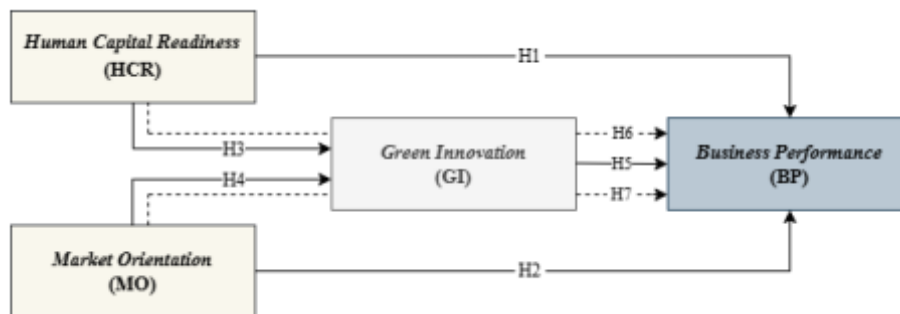 Human Capital Readiness
(HCR)
H1
H3
H6
Green Innovation
(GI)
H5
Business Performance
(BP)
H4
H7
Market Orientation
(MO)
H2